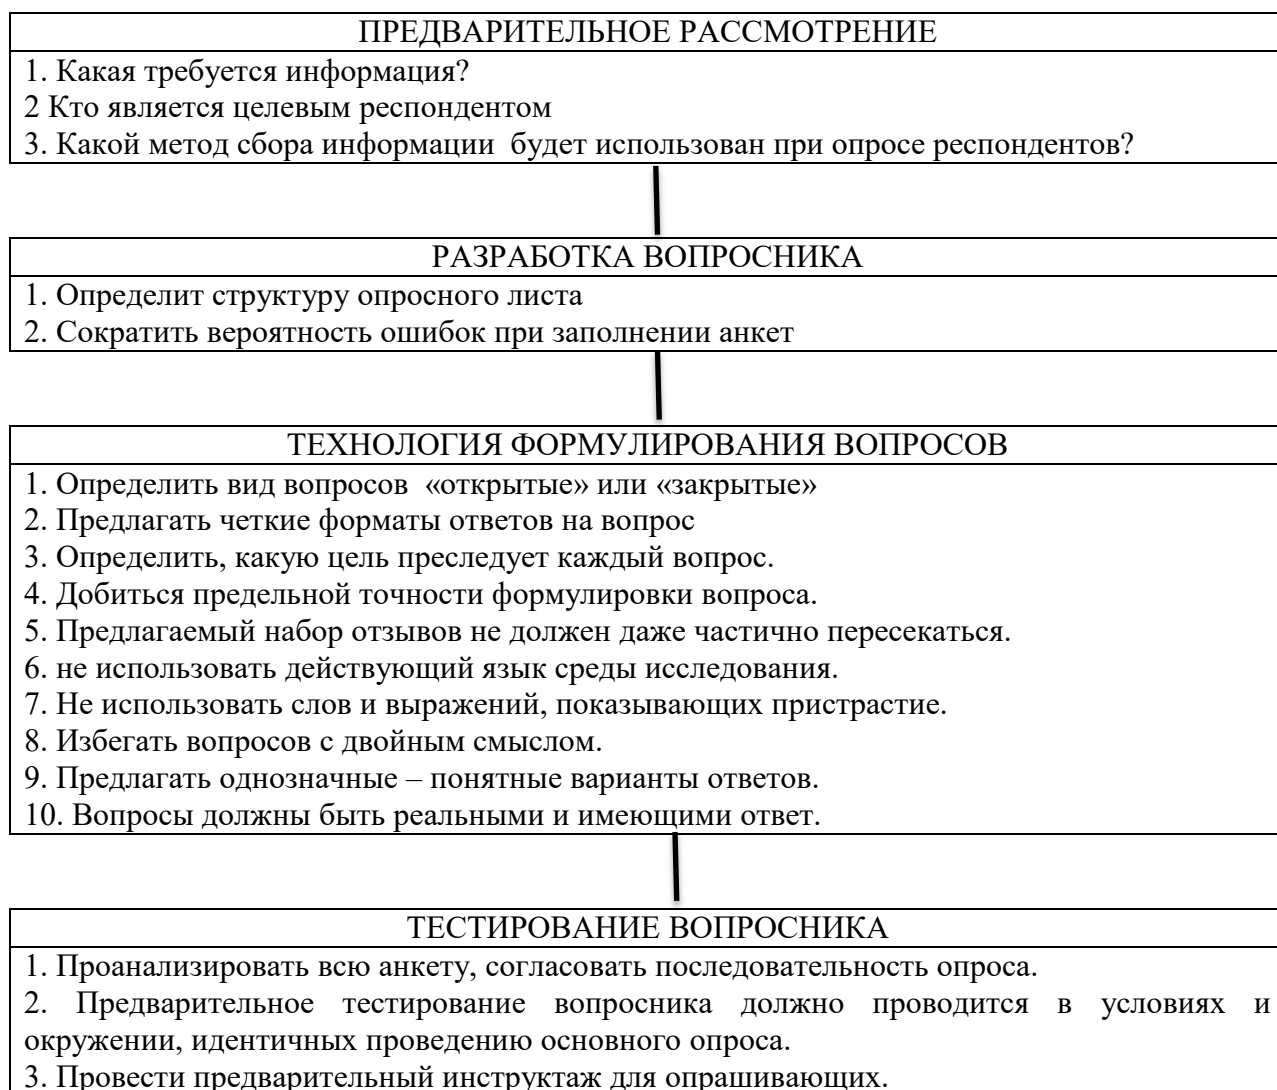 ПРЕДВАРИТЕЛЬНОЕ РАССМОТРЕНИЕ
1. Какая требуется информация?
2 Кто является целевым респондентом
3. Какой метод сбора информации  будет использован при опросе респондентов?
РАЗРАБОТКА ВОПРОСНИКА
1. Определит структуру опросного листа
2. Сократить вероятность ошибок при заполнении анкет
ТЕХНОЛОГИЯ ФОРМУЛИРОВАНИЯ ВОПРОСОВ
1. Определить вид вопросов  «открытые» или «закрытые»
2. Предлагать четкие форматы ответов на вопрос
3. Определить, какую цель преследует каждый вопрос.
4. Добиться предельной точности формулировки вопроса.
5. Предлагаемый набор отзывов не должен даже частично пересекаться.
6. не использовать действующий язык среды исследования.
7. Не использовать слов и выражений, показывающих пристрастие.
8. Избегать вопросов с двойным смыслом.
9. Предлагать однозначные – понятные варианты ответов.
10. Вопросы должны быть реальными и имеющими ответ.
ТЕСТИРОВАНИЕ ВОПРОСНИКА
1. Проанализировать всю анкету, согласовать последовательность опроса.
2. Предварительное тестирование вопросника должно проводится в условиях и
окружении, идентичных проведению основного опроса.
3. Провести предварительный инструктаж для опрашивающих.